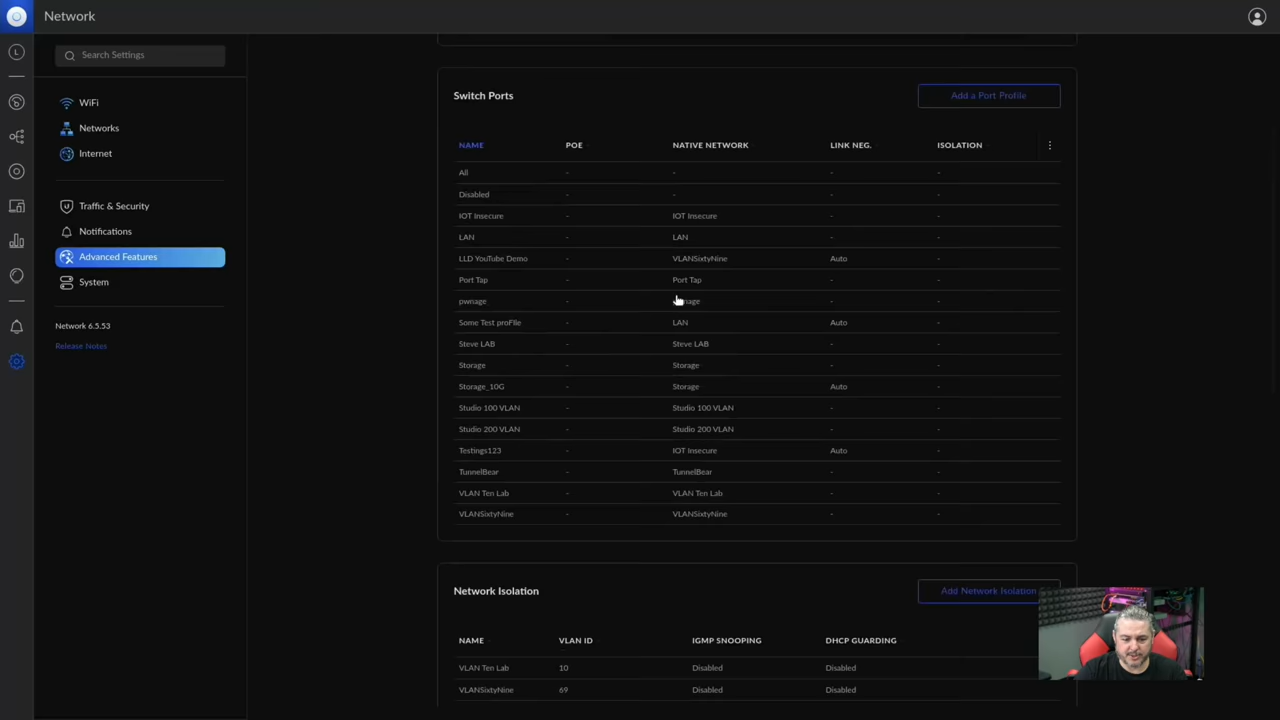 Network
L
Search Settings
WiFi
Networks
Internet
Traffic & Security
Notifications
Advanced Features
System
Network 6.5.53
Release Notes
Switch Ports
Add a Port Profile
NAME POE NATIVE NETWORK LINK NEG. ISOLATION
All - - - -
Disabled - - - -
IOT Insecure - IOT Insecure - -
LAN - LAN - -
LLD YouTube Demo - VLANSixtyNine Auto -
Port Tap - Port Tap - -
pwnage - - -
Some Test proFIle - LAN Auto -
Steve LAB - Steve LAB - -
Storage - Storage - -
Storage_10G - Storage Auto -
Studio 100 VLAN - Studio 100 VLAN - -
Studio 200 VLAN - Studio 200 VLAN - -
Testings123 - IOT Insecure Auto -
TunnelBear - TunnelBear - -
VLAN Ten Lab - VLAN Ten Lab - -
VLANSixtyNine - VLANSixtyNine - -
Network Isolation
Add Network Isolation
NAME VLAN ID IGMP SNOOPING DHCP GUARDING
VLAN Ten Lab 10 Disabled Disabled
VLANSixtyNine 69 Disabled Disabled